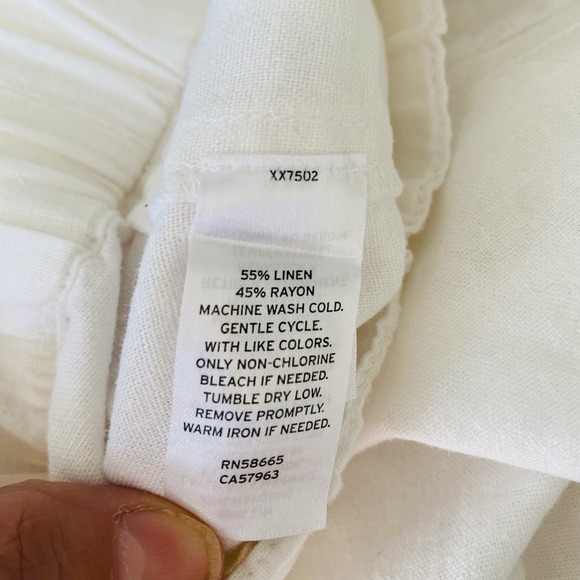 XX7502
55% LINEN
45% RAYON
MACHINE WASH COLD.
GENTLE CYCLE.
WITH LIKE COLORS.
ONLY NON-CHLORINE
BLEACH IF NEEDED.
TUMBLE DRY LOW.
REMOVE PROMPTLY.
WARM IRON IF NEEDED.
RN58665
CA57963